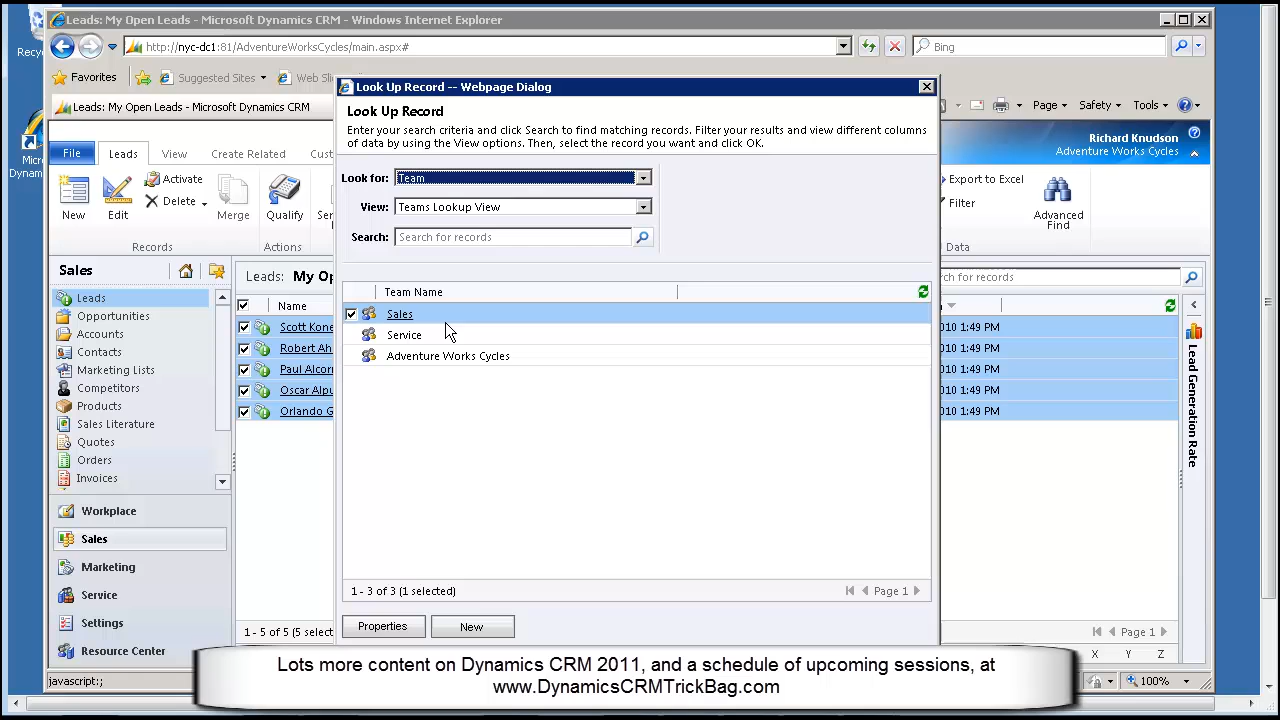 Recyc
Leads: My Open Leads - Microsoft Dynamics CRM - Windows Internet Explorer
http://nyc-dc1:81/AdventureWorksCycles/main.aspx#
Bing
Favorites
Suggested Sites
Web Sli
Leads: My Open Leads - Microsoft Dynamics CRM
Page
Safety
Tools
Look Up Record -- Webpage Dialog
Look Up Record
Enter your search criteria and click Search to find matching records. Filter your results and view different columns
of data by using the View options. Then, select the record you want and click
Look for:
Team
View:
Teams Lookup View
Search:
Search for records
Team Name
Sales
Service
Adventure Works Cycles
1 - 3 of 3 (1 selected)
Page 1
Properties
New
Micr
Dynam
File
Leads
View
Create Related
Cust
Richard Knudson
Adventure Works Cycles
New
Edit
Activate
Delete
Merge
Qualify
Records
Actions
Export to Excel
Filter
Advanced
Find
Data
Sales
Leads
Opportunities
Accounts
Contacts
Marketing Lists
Competitors
Products
Sales Literature
Quotes
Orders
Invoices
Workplace
Sales
Marketing
Service
Settings
Resource Center
Leads: My Op
ch for records
Name
Scott Kone
Robert Ah
Paul Alcor
Oscar Alpu
Orlando G
010 1:49 PM
010 1:49 PM
010 1:49 PM
010 1:49 PM
010 1:49 PM
Lead Generation Rate
1 - 5 of 5 (5 select
Page 1
X Y Z
javascript:;
100%
Lots more content on Dynamics CRM 2011, and a schedule of upcoming sessions, at
www.DynamicsCRMTrickBag.com